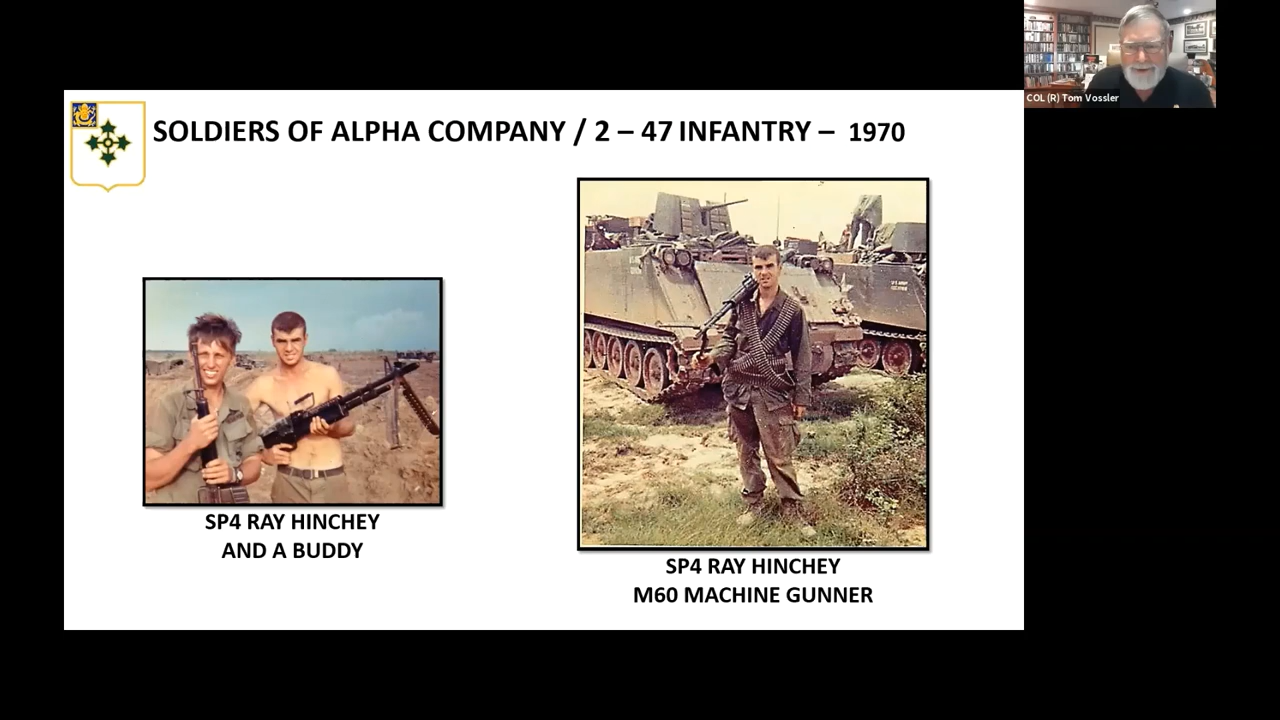 COL (R) Tom Vossler
SOLDIERS OF ALPHA COMPANY / 2 – 47 INFANTRY – 1970
SP4 RAY HINCHEY
AND A BUDDY
SP4 RAY HINCHEY
M60 MACHINE GUNNER